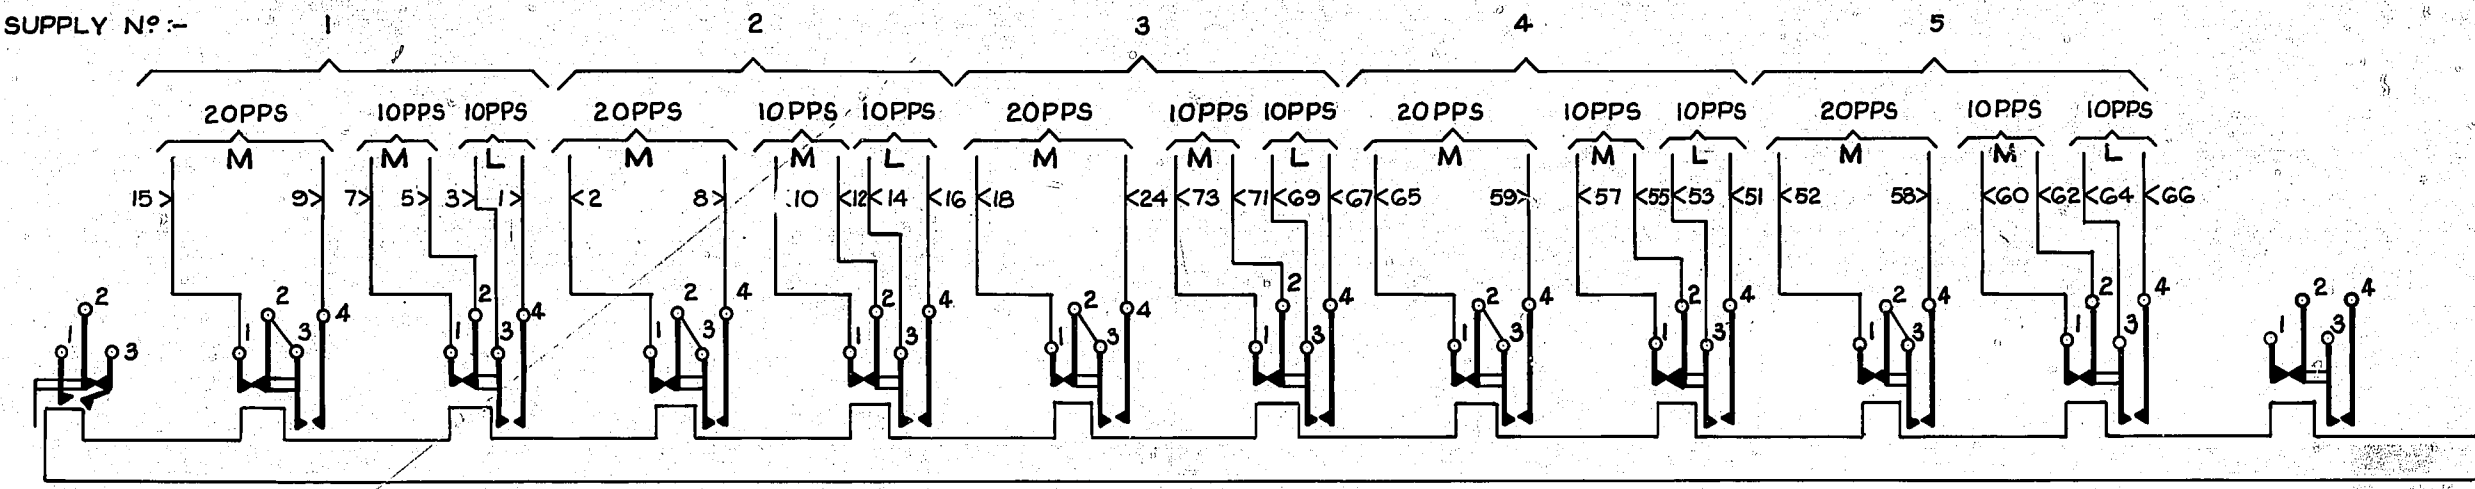 SUPPLY Nº :- 1 2 3 4 5
20PPS 10PPS 10PPS 20PPS 10PPS 10PPS 20PPS 10PPS 10PPS 20PPS 10PPS 10PPS 20PPS 10PPS 10PPS
M M L M M L M M L M M L M M L
15> 9> 7> 5> 3> 1> <2 8> 10 <12 <14 <16 <18 <24 <73 <71 <69 <67 <65 59> <57 <55 <53 <51 <52 58> <60 <62 <64 <66
2 2 4 2 4 2 4 2 4 2 4 2 4 2 4 2 4 2 4 2 4 2 4
1 3 1 3 1 3 1 3 1 3 1 3 1 3 1 3 1 3 1 3 1 3 1 3